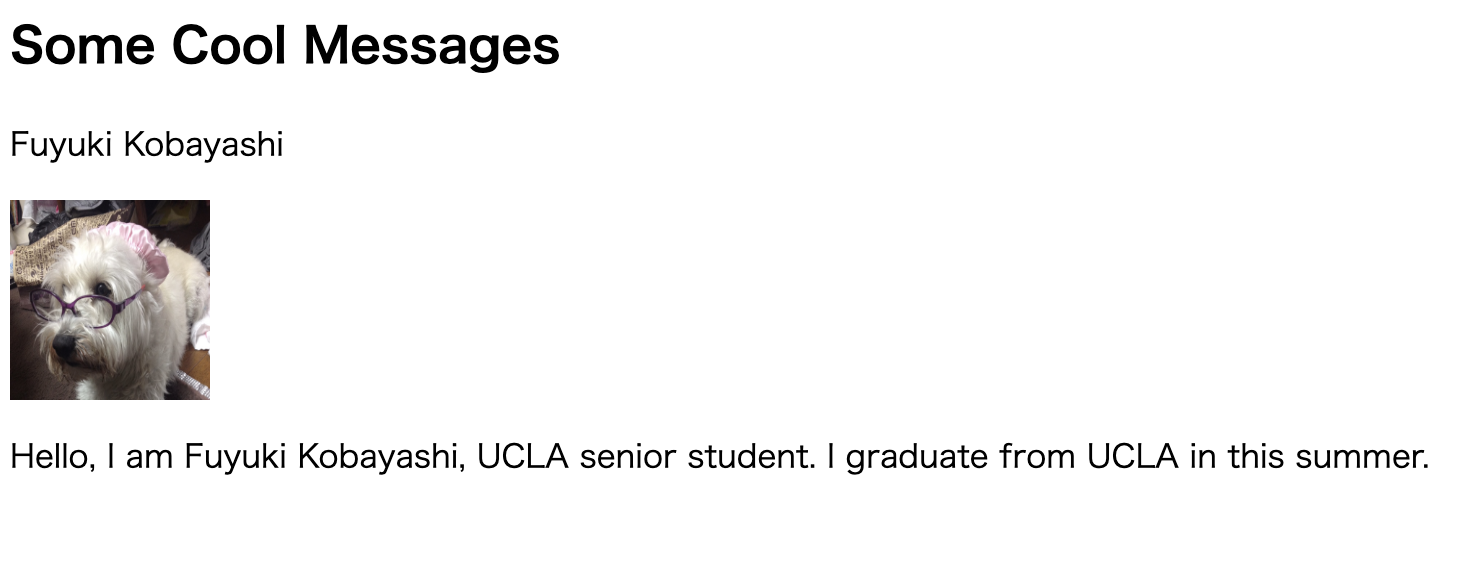 Some Cool Messages
Fuyuki Kobayashi
Hello, I am Fuyuki Kobayashi, UCLA senior student. I graduate from UCLA in this summer.